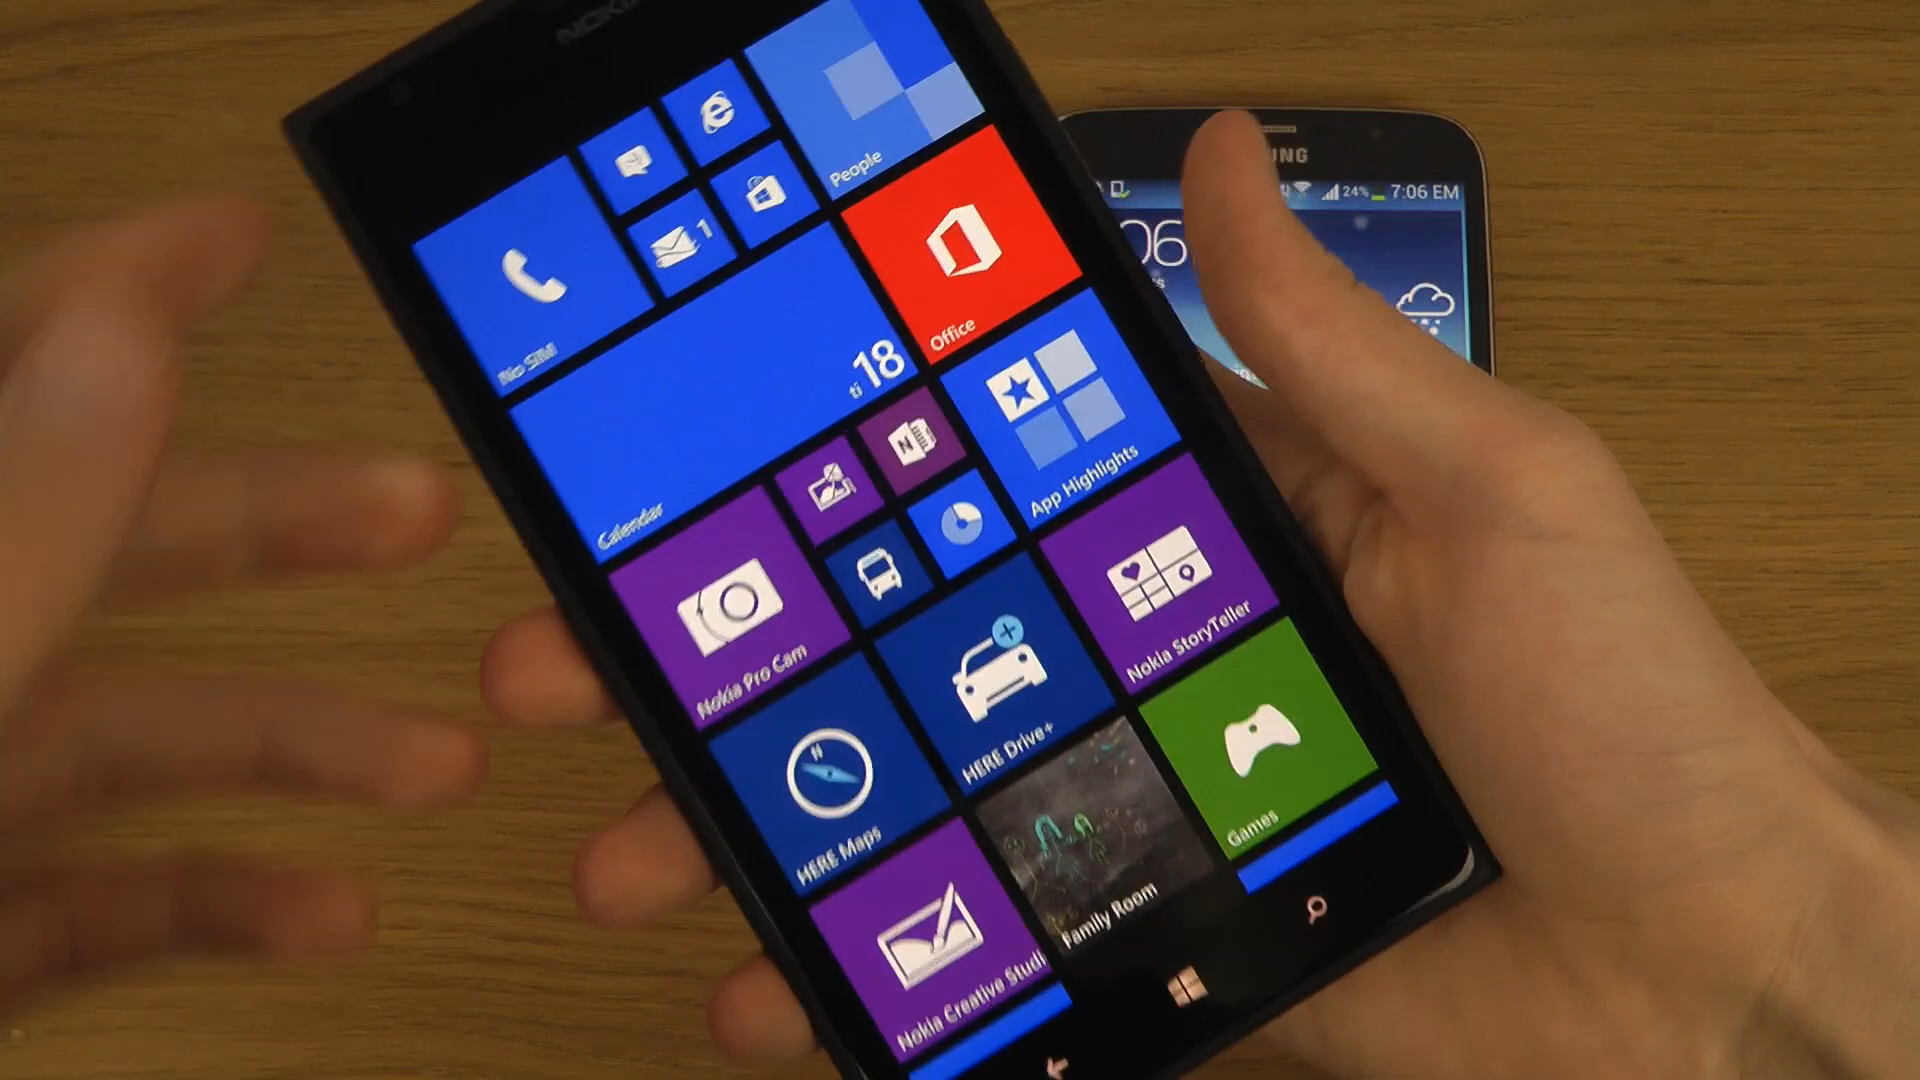 NOKIA
People
Office
No SIM
1
ti 18
Calendar
N
App Highlights
Nokia Pro Cam
Nokia StoryTeller
HERE Drive+
N
HERE Maps
Games
Family Room
Nokia Creative Studi
UNG
24% 7:06 EM
06